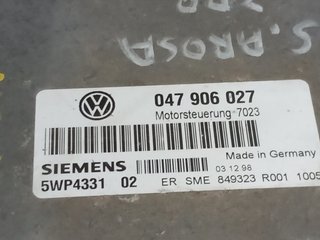 S. AROSA
047 906 027
Motorsteuerung 7023
SIEMENS
5WP4331 02
03.12.98
Made in Germany
ER SME 849323 R001 1005